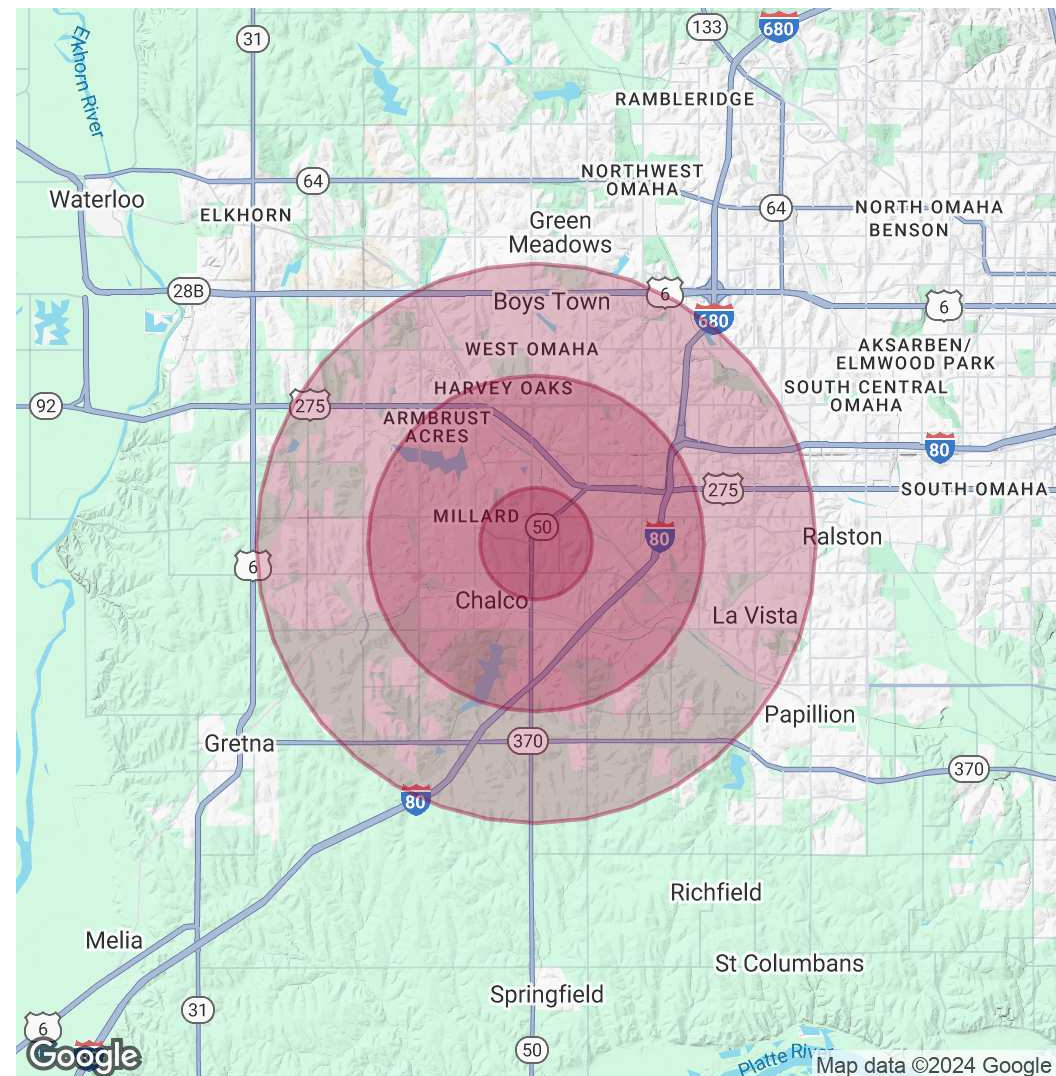 Elkhorn River
31
133
680
RAMBLERIDGE
64
NORTHWEST
OMAHA
Waterloo
ELKHORN
64
NORTH OMAHA
BENSON
Green
Meadows
28B
Boys Town
6
6
680
WEST OMAHA
AKSARBEN/
ELMWOOD PARK
HARVEY OAKS
SOUTH CENTRAL
OMAHA
92
275
ARMBRUST
ACRES
80
275
SOUTH OMAHA
MILLARD
50
80
Ralston
6
Chalco
La Vista
Papillion
Gretna
370
370
80
Richfield
Melia
St Columbans
Springfield
31
6
50
Platte River
Google
Map data ©2024 Google